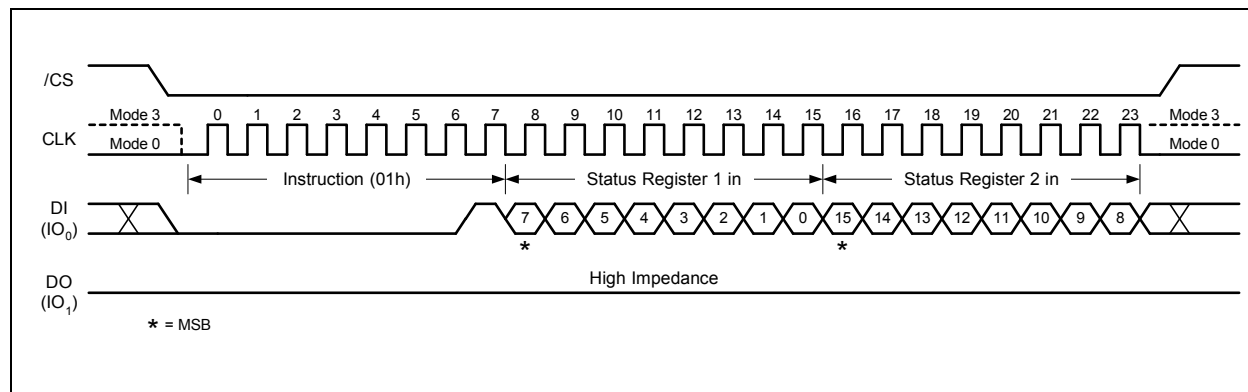 /CS
Mode 3 0 1 2 3 4 5 6 7 8 9 10 11 12 13 14 15 16 17 18 19 20 21 22 23 Mode 3
CLK
Mode 0 Mode 0
Instruction (01h) Status Register 1 in Status Register 2 in
DI
(IO0) 7 6 5 4 3 2 1 0 15 14 13 12 11 10 9 8
* *
High Impedance
DO
(IO1)
* = MSB